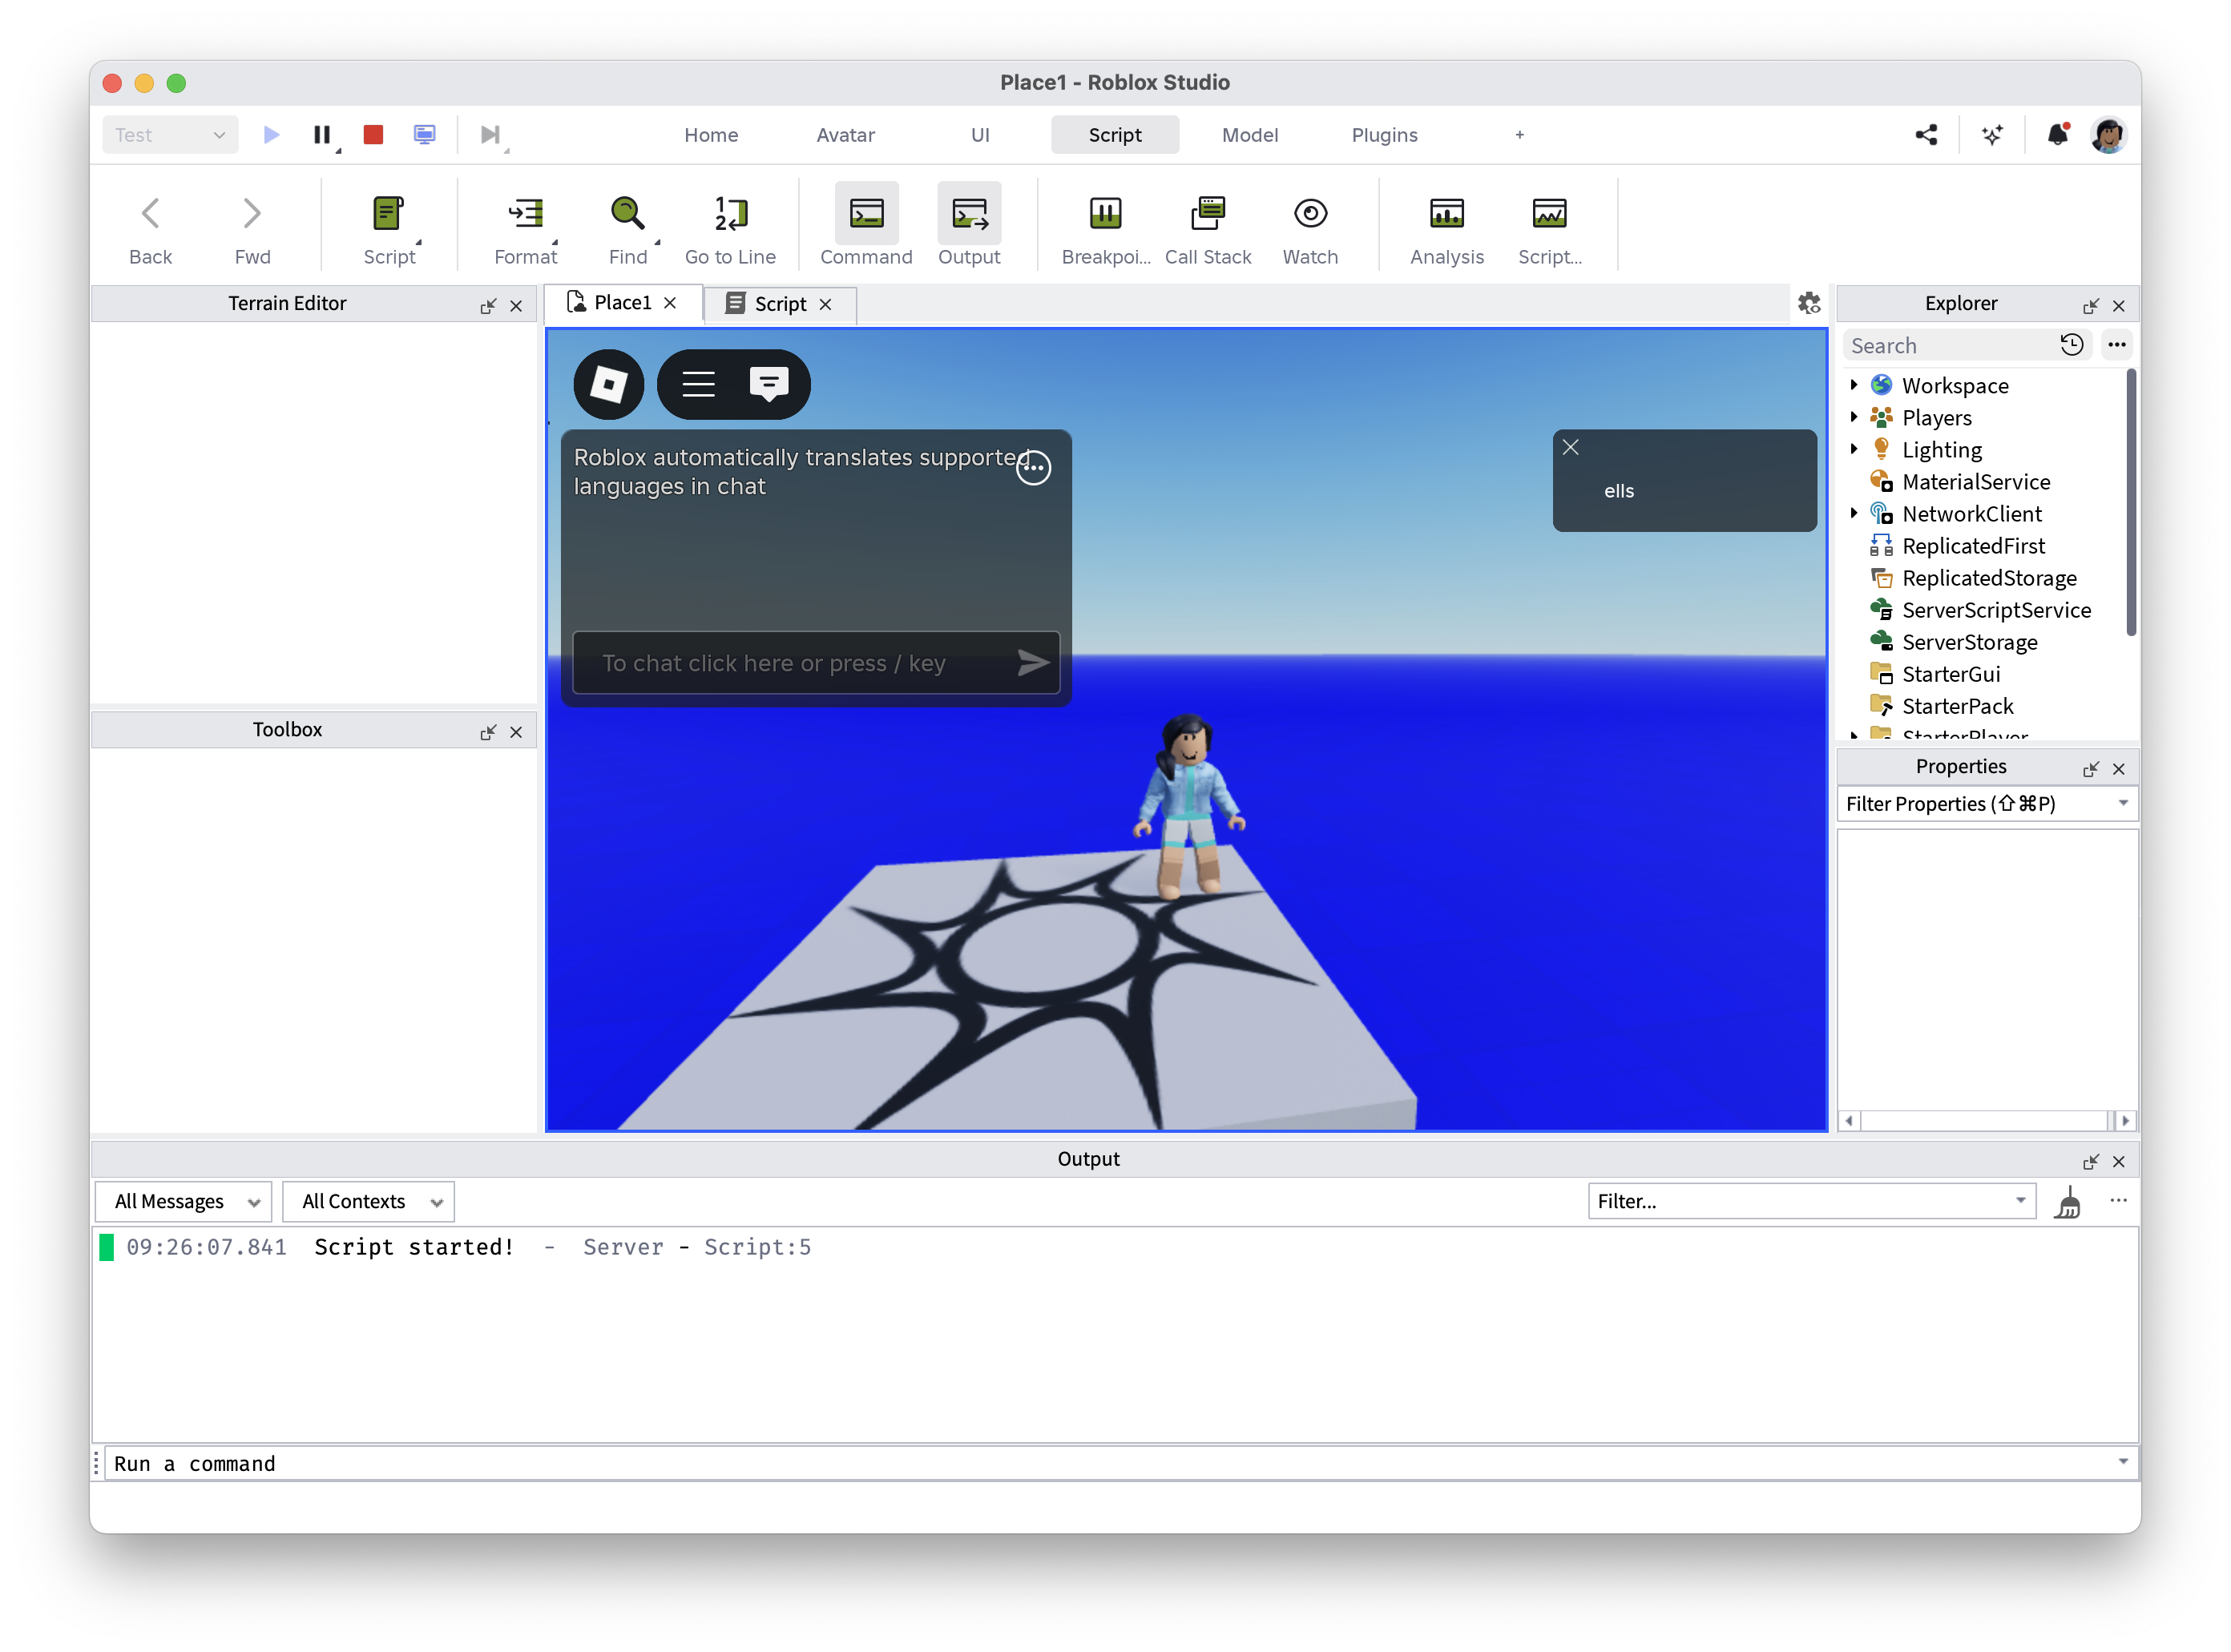 Place1 - Roblox Studio
Test
Home
Avatar
UI
Script
Model
Plugins
+
Back
Fwd
Script
Format
Find
Go to Line
Command
Output
Breakpoi...
Call Stack
Watch
Analysis
Script...
Terrain Editor
Place1
Script
Explorer
Search
Workspace
Players
Lighting
MaterialService
NetworkClient
ReplicatedFirst
ReplicatedStorage
ServerScriptService
ServerStorage
StarterGui
StarterPack
StarterPlayer
Roblox automatically translates supported
languages in chat
To chat click here or press / key
ells
Toolbox
Properties
Filter Properties (⇧⌘P)
Output
All Messages
All Contexts
Filter...
09:26:07.841 Script started! - Server - Script:5
Run a command